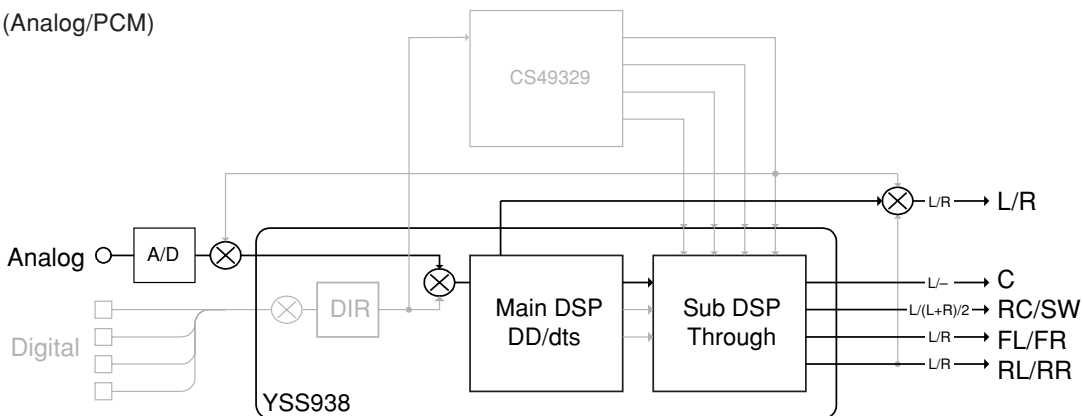 (Analog/PCM)
CS49329
L/R
L/R
Analog
A/D
DIR
Main DSP
DD/dts
Sub DSP
Through
L/–
C
L/(L+R)/2
RC/SW
L/R
FL/FR
L/R
RL/RR
Digital
YSS938